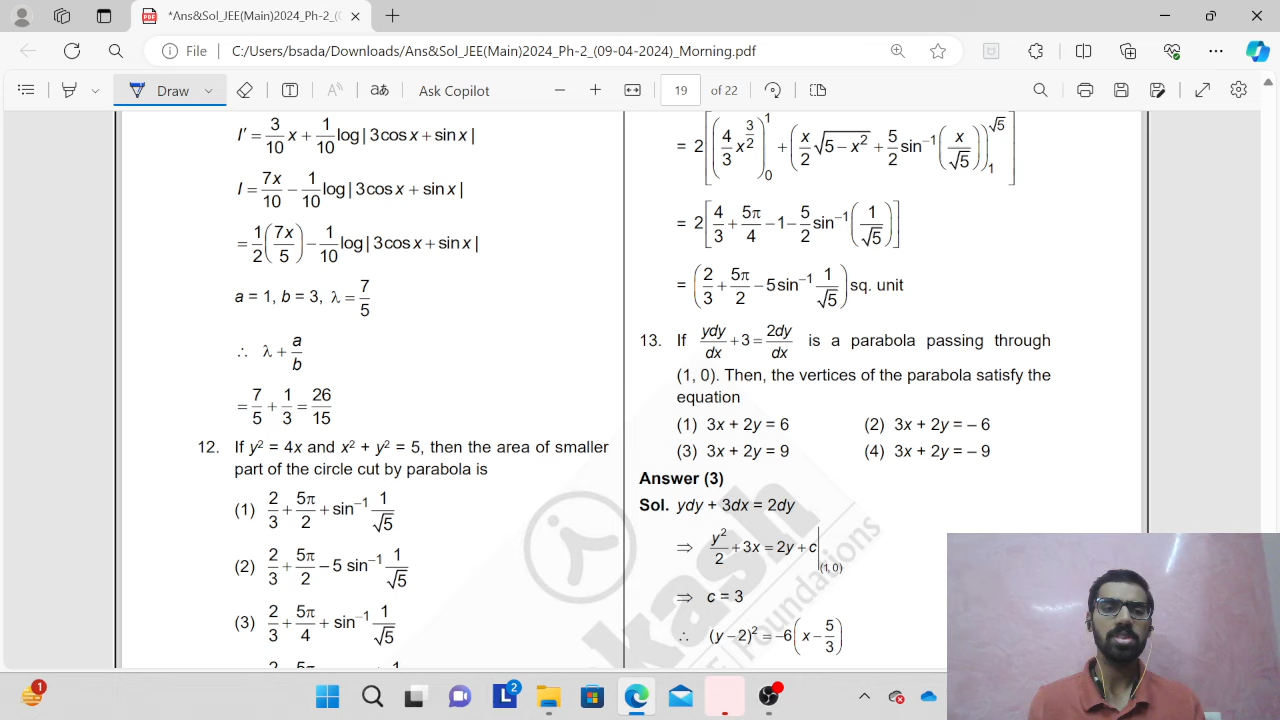 *Ans&Sol_JEE(Main)2024_Ph-2_(
File C:/Users/bsada/Downloads/Ans&Sol_JEE(Main)2024_Ph-2_(09-04-2024)_Morning.pdf
Draw aあ Ask Copilot 19 of 22
I′ = 3/10 x + 1/10 log| 3cos x + sin x |
I = 7x/10 − 1/10 log| 3cos x + sin x |
= 1/2 (7x/5) − 1/10 log| 3cos x + sin x |
a = 1, b = 3, λ = 7/5
∴ λ + a/b
= 7/5 + 1/3 = 26/15
12. If y² = 4x and x² + y² = 5, then the area of smaller
part of the circle cut by parabola is
(1) 2/3 + 5π/2 + sin⁻¹ 1/√5
(2) 2/3 + 5π/2 − 5 sin⁻¹ 1/√5
(3) 2/3 + 5π/4 + sin⁻¹ 1/√5
= 2[(4/3 x^(3/2))₀¹ + (x/2 √(5 − x²) + 5/2 sin⁻¹(x/√5))₁^√5]
= 2[4/3 + 5π/4 − 1 − 5/2 sin⁻¹(1/√5)]
= (2/3 + 5π/2 − 5sin⁻¹ 1/√5) sq. unit
13. If ydy/dx + 3 = 2dy/dx is a parabola passing through
(1, 0). Then, the vertices of the parabola satisfy the
equation
(1) 3x + 2y = 6 (2) 3x + 2y = – 6
(3) 3x + 2y = 9 (4) 3x + 2y = – 9
Answer (3)
Sol. ydy + 3dx = 2dy
⇒ y²/2 + 3x = 2y + c|(1, 0)
⇒ c = 3
∴ (y − 2)² = −6(x − 5/3)
1
2